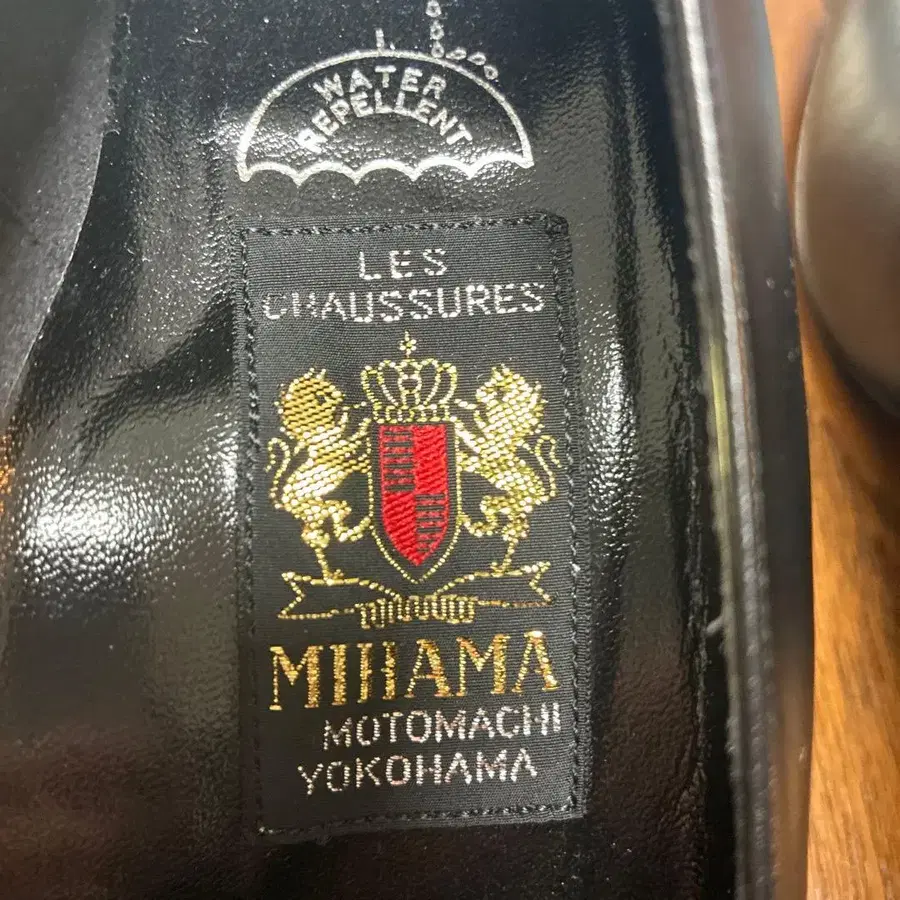 WATER
REPELLENT
LES
CHAUSSURES
MIHAMA
MOTOMACHI
YOKOHAMA